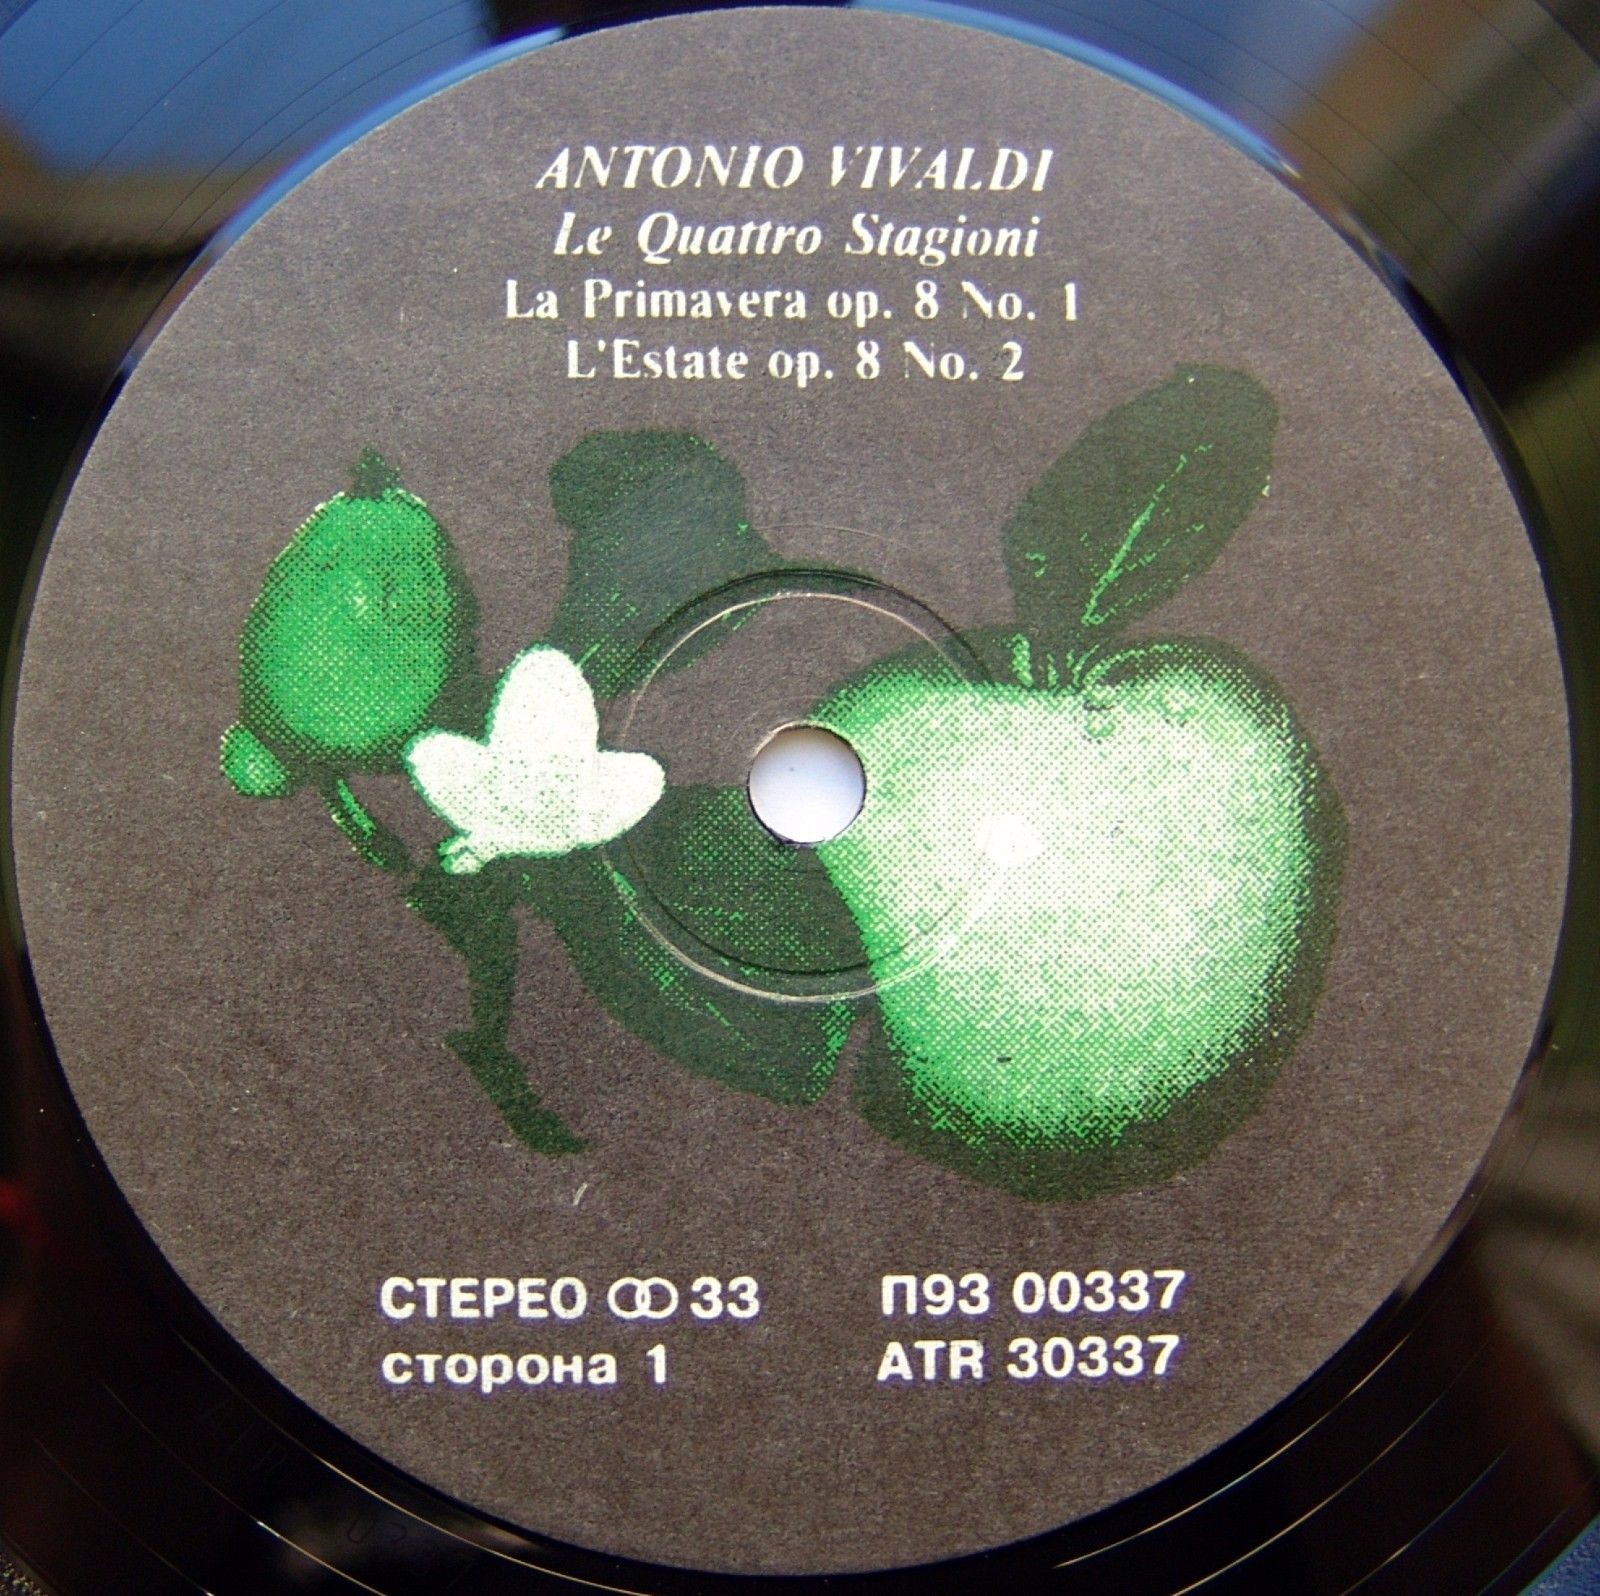 ANTONIO VIVALDI
Le Quattro Stagioni
La Primavera op. 8 No. 1
L'Estate op. 8 No. 2
СТЕРЕО 33
П93 00337
сторона 1
ATR 30337